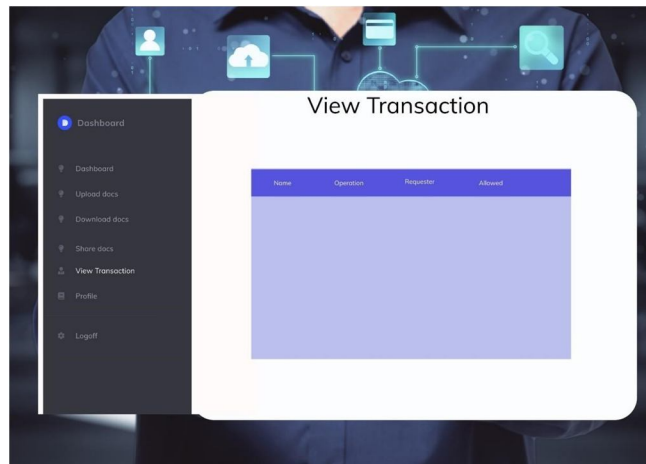 View Transaction
Dashboard
Dashboard
Upload docs
Download docs
Share docs
View Transaction
Profile
Logoff
Name Operation Requester Allowed